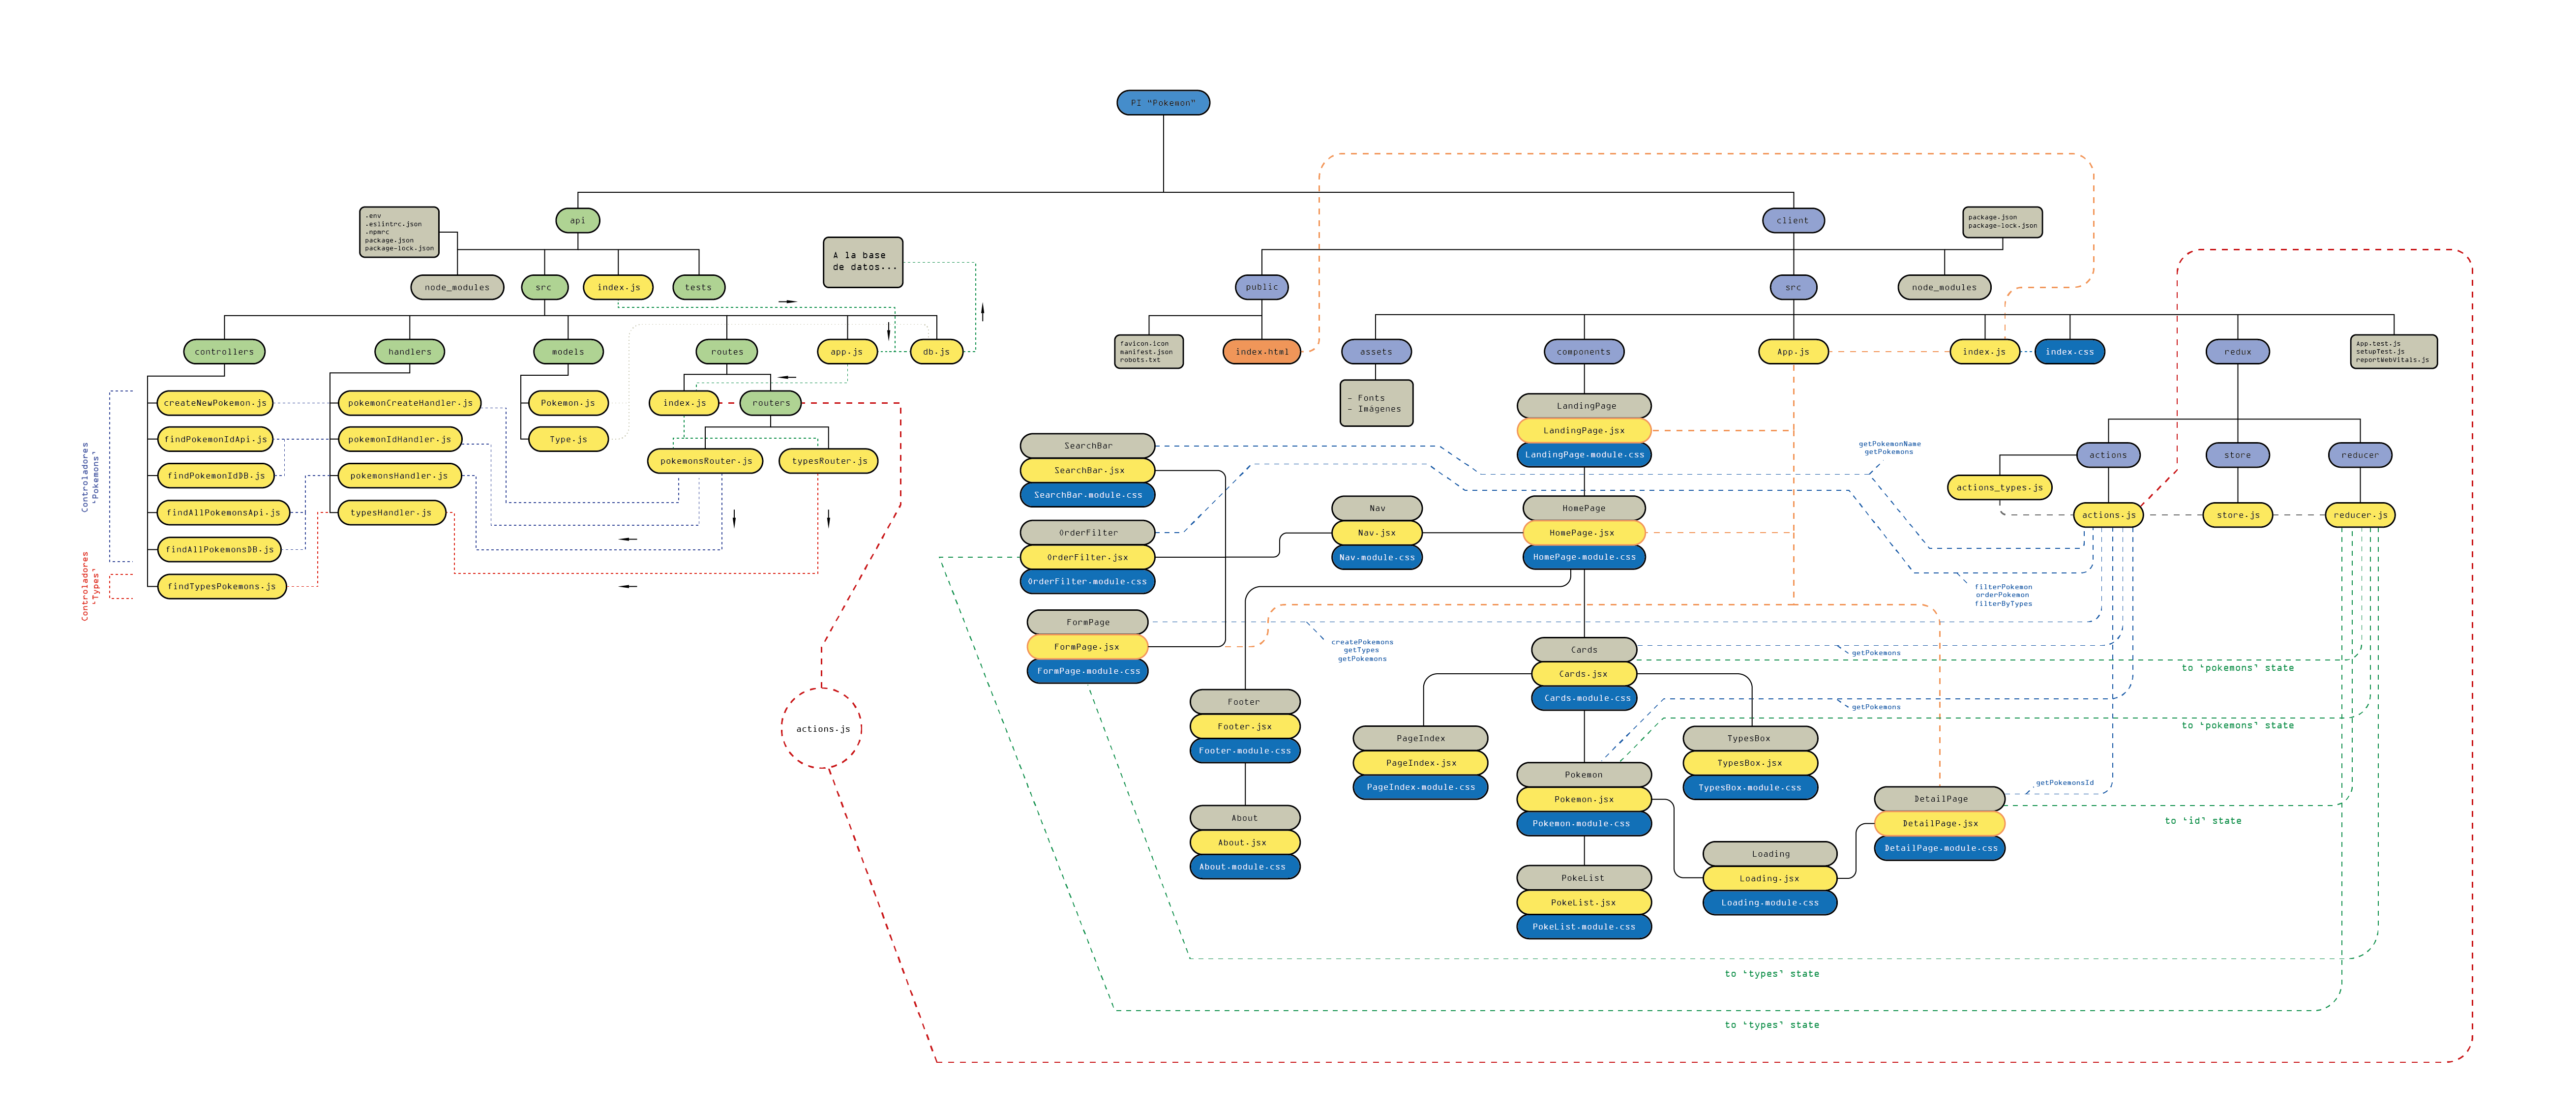 PI “Pokemon”
api
client
.env
.eslintrc.json
.npmrc
package.json
package-lock.json
package.json
package-lock.json
A la base
de datos...
node_modules
src
index.js
tests
public
src
node_modules
controllers
handlers
models
routes
app.js
db.js
favicon.icon
manifest.json
robots.txt
index.html
assets
components
App.js
index.js
index.css
redux
App.test.js
setupTest.js
reportWebVitals.js
createNewPokemon.js
pokemonCreateHandler.js
Pokemon.js
index.js
routers
- Fonts
- Imágenes
LandingPage
LandingPage.jsx
LandingPage.module.css
findPokemonIdApi.js
pokemonIdHandler.js
Type.js
pokemonsRouter.js
typesRouter.js
findPokemonIdDB.js
pokemonsHandler.js
findAllPokemonsApi.js
typesHandler.js
findAllPokemonsDB.js
findTypesPokemons.js
Controladores
‘Pokemons’
Controladores
‘Types’
SearchBar
SearchBar.jsx
SearchBar.module.css
getPokemonName
getPokemons
actions
store
reducer
actions_types.js
actions.js
store.js
reducer.js
Nav
Nav.jsx
Nav.module.css
HomePage
HomePage.jsx
HomePage.module.css
OrderFilter
OrderFilter.jsx
OrderFilter.module.css
filterPokemon
orderPokemon
filterByTypes
FormPage
FormPage.jsx
FormPage.module.css
createPokemons
getTypes
getPokemons
Cards
Cards.jsx
Cards.module.css
getPokemons
to ‘pokemons’ state
Footer
Footer.jsx
Footer.module.css
getPokemons
to ‘pokemons’ state
actions.js
PageIndex
PageIndex.jsx
PageIndex.module.css
TypesBox
TypesBox.jsx
TypesBox.module.css
Pokemon
Pokemon.jsx
Pokemon.module.css
getPokemonsId
DetailPage
DetailPage.jsx
DetailPage.module.css
to ‘id’ state
About
About.jsx
About.module.css
Loading
Loading.jsx
Loading.module.css
PokeList
PokeList.jsx
PokeList.module.css
to ‘types’ state
to ‘types’ state